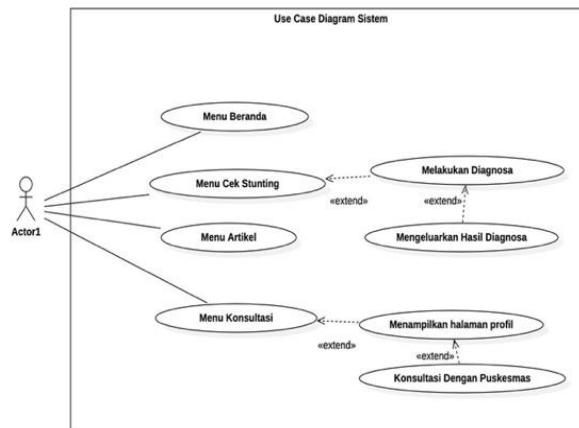 Use Case Diagram Sistem
Menu Beranda
Menu Cek Stunting
Melakukan Diagnosa
«extend»
«extend»
Actor1
Menu Artikel
Mengeluarkan Hasil Diagnosa
Menu Konsultasi
Menampilkan halaman profil
«extend»
«extend»
Konsultasi Dengan Puskesmas